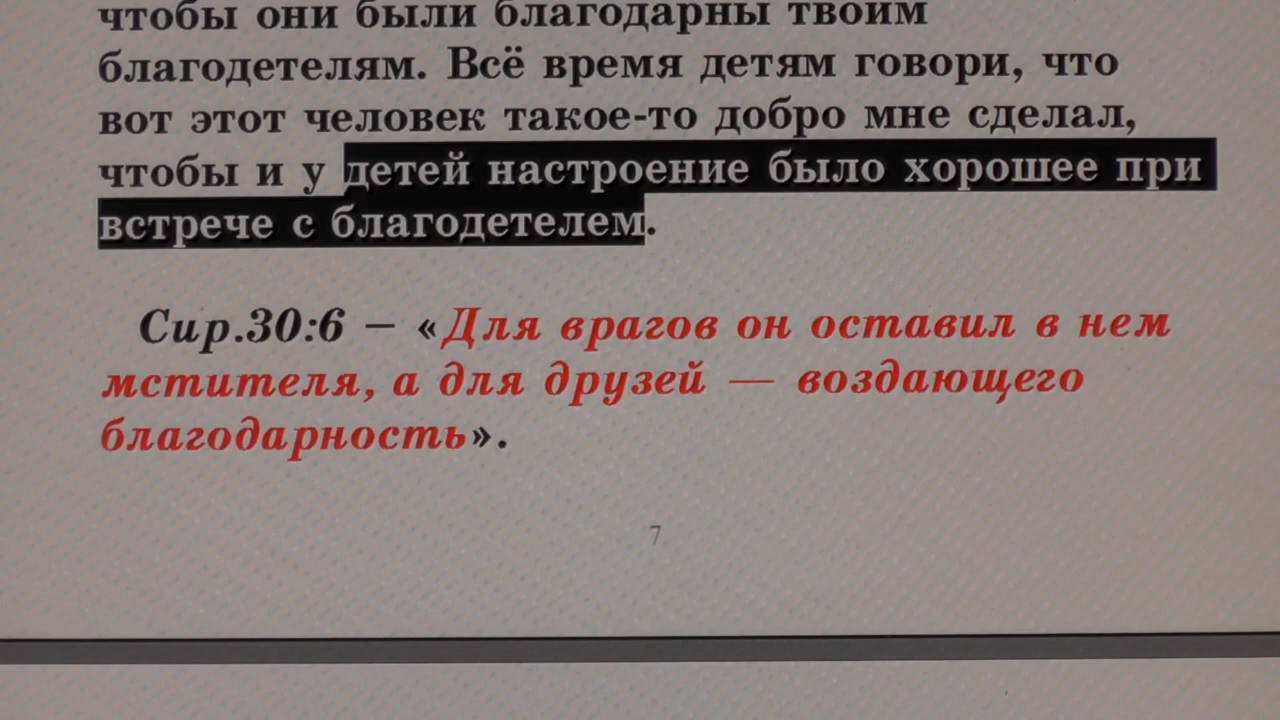 чтобы они были благодарны твоим
благодетелям. Всё время детям говори, что
вот этот человек такое-то добро мне сделал,
чтобы и у детей настроение было хорошее при
встрече с благодетелем.
Сир.30:6 – «Для врагов он оставил в нем
мстителя, а для друзей — воздающего
благодарность».
7